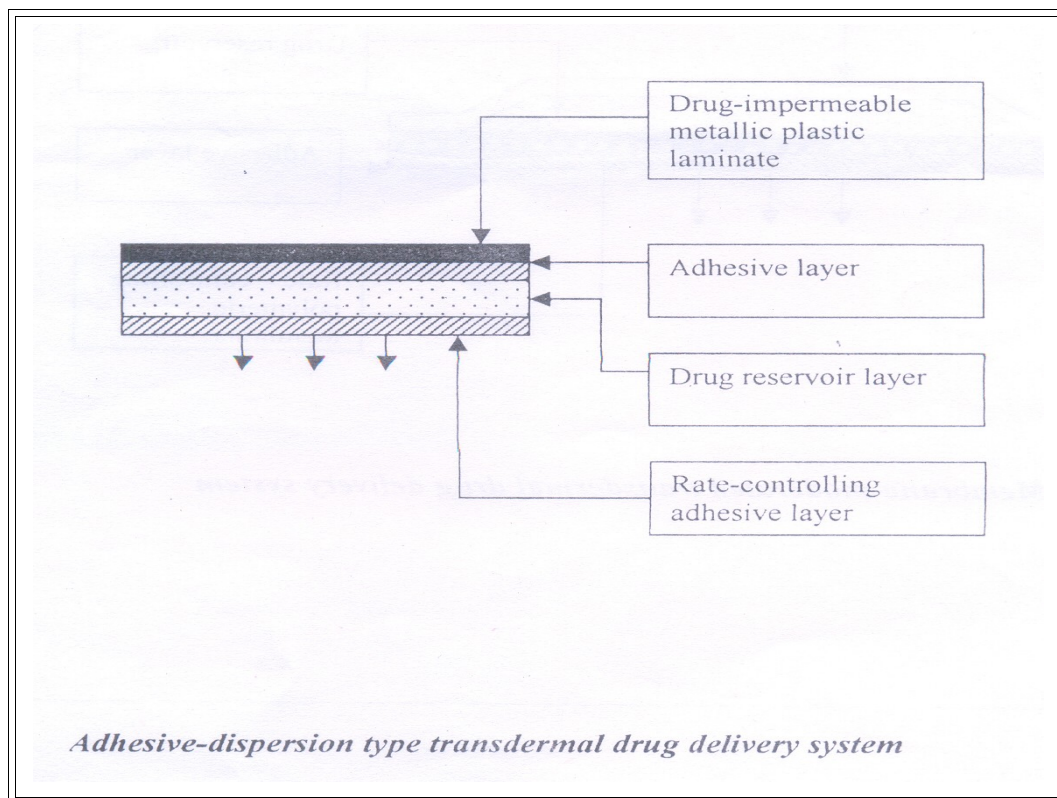 Drug-impermeable
metallic plastic
laminate
Adhesive layer
Drug reservoir layer
Rate-controlling
adhesive layer
Adhesive-dispersion type transdermal drug delivery system